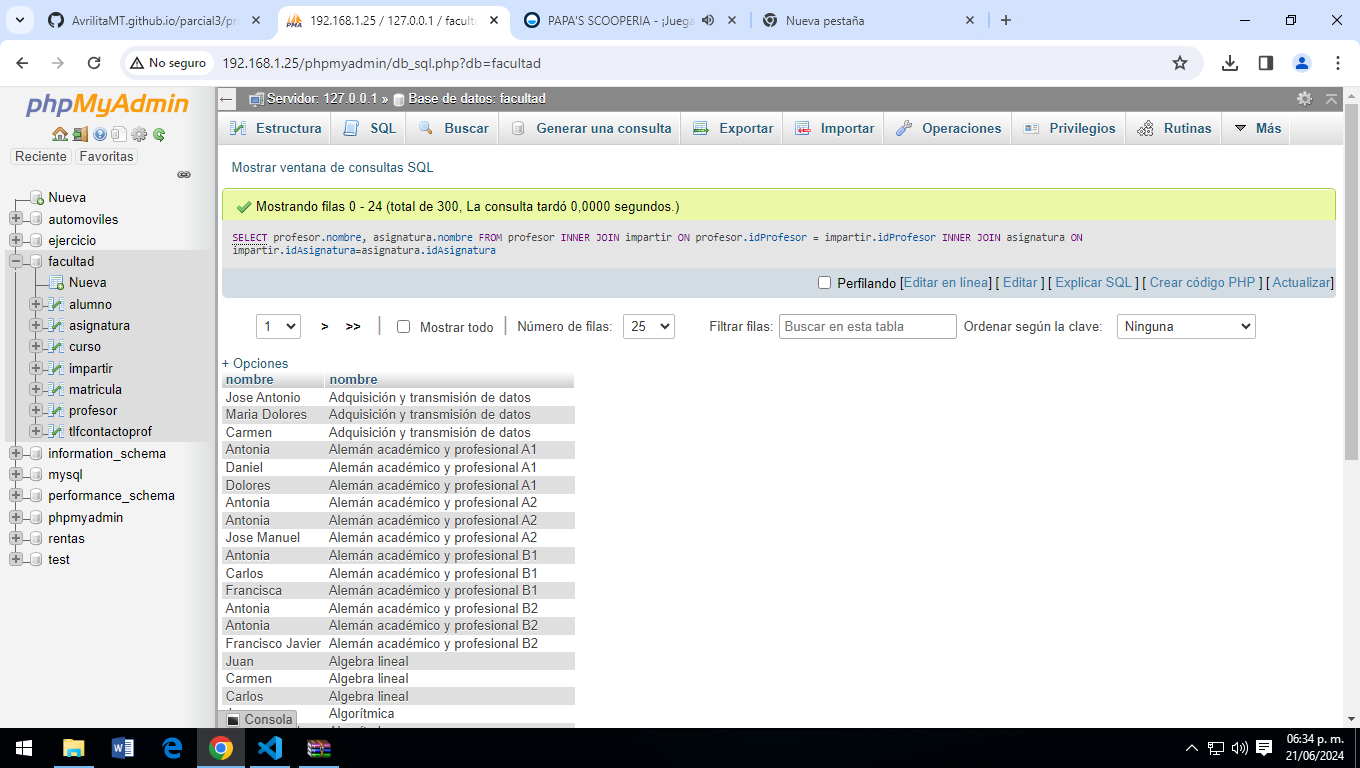 AvrilitaMT.github.io/parcial3/pr
192.168.1.25 / 127.0.0.1 / faculta
PAPA'S SCOOPERIA - ¡Juega
Nueva pestaña
No seguro
192.168.1.25/phpmyadmin/db_sql.php?db=facultad
phpMyAdmin
Reciente
Favoritas
Nueva
automoviles
ejercicio
facultad
Nueva
alumno
asignatura
curso
impartir
matricula
profesor
tlfcontactoprof
information_schema
mysql
performance_schema
phpmyadmin
rentas
test
Servidor: 127.0.0.1 » Base de datos: facultad
Estructura
SQL
Buscar
Generar una consulta
Exportar
Importar
Operaciones
Privilegios
Rutinas
Más
Mostrar ventana de consultas SQL
Mostrando filas 0 - 24 (total de 300, La consulta tardó 0,0000 segundos.)
SELECT profesor.nombre, asignatura.nombre FROM profesor INNER JOIN impartir ON profesor.idProfesor = impartir.idProfesor INNER JOIN asignatura ON
impartir.idAsignatura=asignatura.idAsignatura
Perfilando [Editar en línea] [ Editar ] [ Explicar SQL ] [ Crear código PHP ] [ Actualizar]
1 > >> | Mostrar todo | Número de filas: 25 Filtrar filas: Buscar en esta tabla Ordenar según la clave: Ninguna
+ Opciones
nombre nombre
Jose Antonio Adquisición y transmisión de datos
Maria Dolores Adquisición y transmisión de datos
Carmen Adquisición y transmisión de datos
Antonia Alemán académico y profesional A1
Daniel Alemán académico y profesional A1
Dolores Alemán académico y profesional A1
Antonia Alemán académico y profesional A2
Antonia Alemán académico y profesional A2
Jose Manuel Alemán académico y profesional A2
Antonia Alemán académico y profesional B1
Carlos Alemán académico y profesional B1
Francisca Alemán académico y profesional B1
Antonia Alemán académico y profesional B2
Antonia Alemán académico y profesional B2
Francisco Javier Alemán académico y profesional B2
Juan Algebra lineal
Carmen Algebra lineal
Carlos Algebra lineal
Algorítmica
Consola
06:34 p. m.
21/06/2024